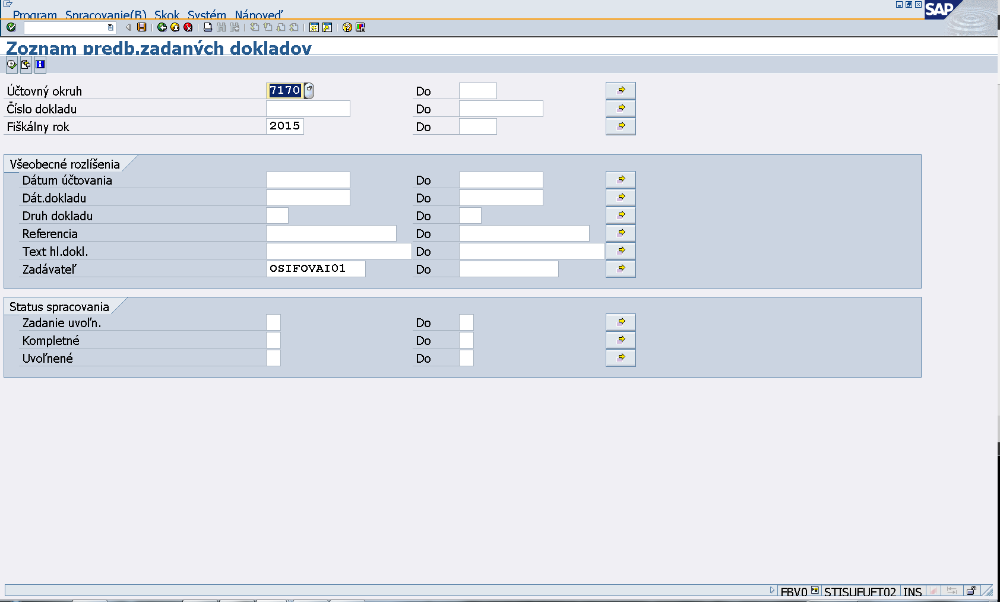 Program Spracovanie(B) Skok Systém Nápoveď
SAP
Zoznam predb.zadaných dokladov
Účtovný okruh 7170 Do
Číslo dokladu Do
Fiškálny rok 2015 Do
Všeobecné rozlíšenia
Dátum účtovania Do
Dát.dokladu Do
Druh dokladu Do
Referencia Do
Text hl.dokl. Do
Zadávateľ OSIFOVAI01 Do
Status spracovania
Zadanie uvoľn. Do
Kompletné Do
Uvoľnené Do
FBV0 STISUFUFT02 INS